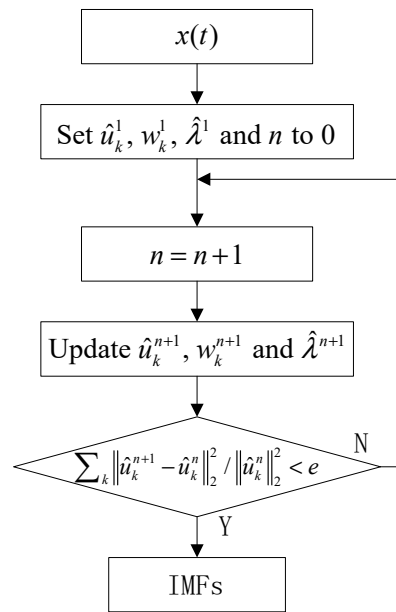 x(t)
Set û_k^1, w_k^1, λ̂^1 and n to 0
n = n+1
Update û_k^{n+1}, w_k^{n+1} and λ̂^{n+1}
∑_k ‖û_k^{n+1} − û_k^n‖_2^2 / ‖û_k^n‖_2^2 < e
N
Y
IMFs